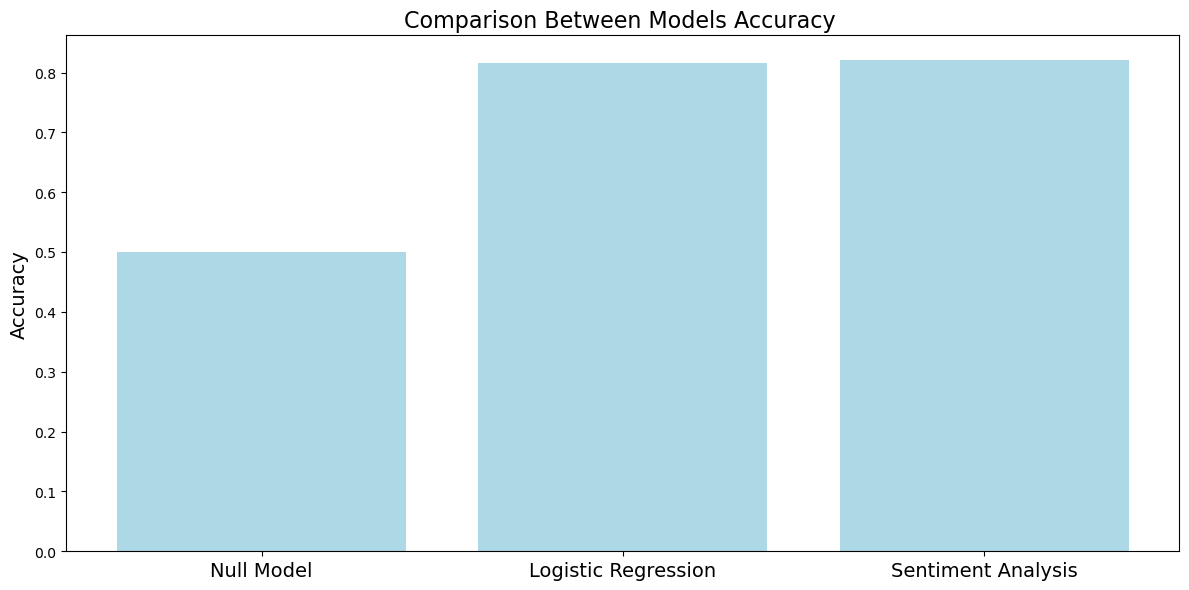 Comparison Between Models Accuracy
Accuracy
0.8
0.7
0.6
0.5
0.4
0.3
0.2
0.1
0.0
Null Model
Logistic Regression
Sentiment Analysis